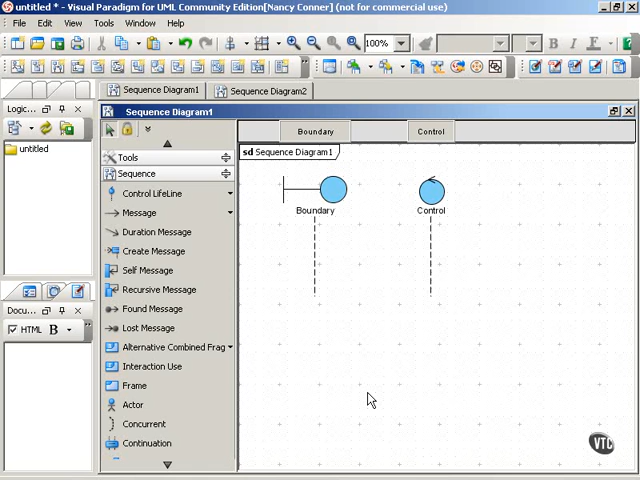 untitled * - Visual Paradigm for UML Community Edition[Nancy Conner] (not for commercial use)
File Edit View Tools Window Help
100%
B I F
Sequence Diagram1 Sequence Diagram2
Logic...
untitled
Sequence Diagram1
Boundary Control
Tools
Sequence
Control LifeLine
Message
Duration Message
Create Message
Self Message
Recursive Message
Found Message
Lost Message
Alternative Combined Frag
Interaction Use
Frame
Actor
Concurrent
Continuation
sd Sequence Diagram1
Boundary Control
Docu...
HTML B
VTC